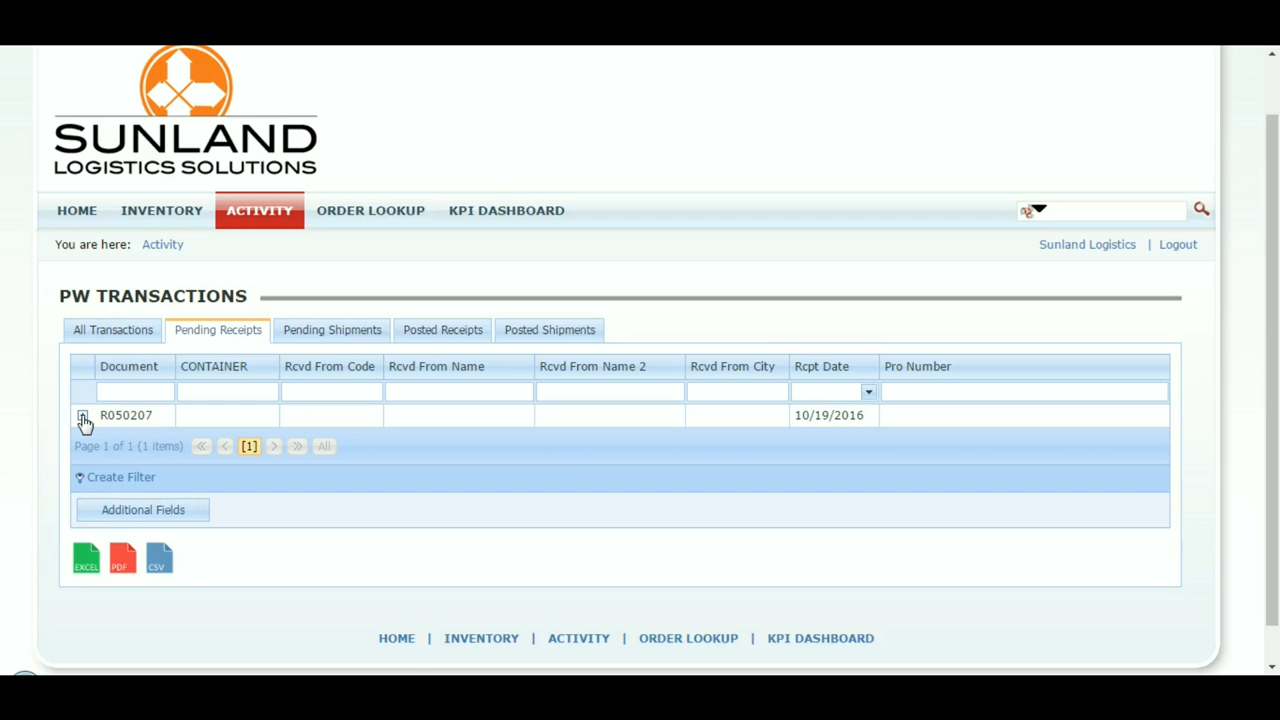 SUNLAND
LOGISTICS SOLUTIONS
HOME INVENTORY ACTIVITY ORDER LOOKUP KPI DASHBOARD
You are here: Activity Sunland Logistics | Logout
PW TRANSACTIONS
All Transactions Pending Receipts Pending Shipments Posted Receipts Posted Shipments
Document CONTAINER Rcvd From Code Rcvd From Name Rcvd From Name 2 Rcvd From City Rcpt Date Pro Number
R050207 10/19/2016
Page 1 of 1 (1 items) [1] All
Create Filter
Additional Fields
EXCEL PDF CSV
HOME | INVENTORY | ACTIVITY | ORDER LOOKUP | KPI DASHBOARD